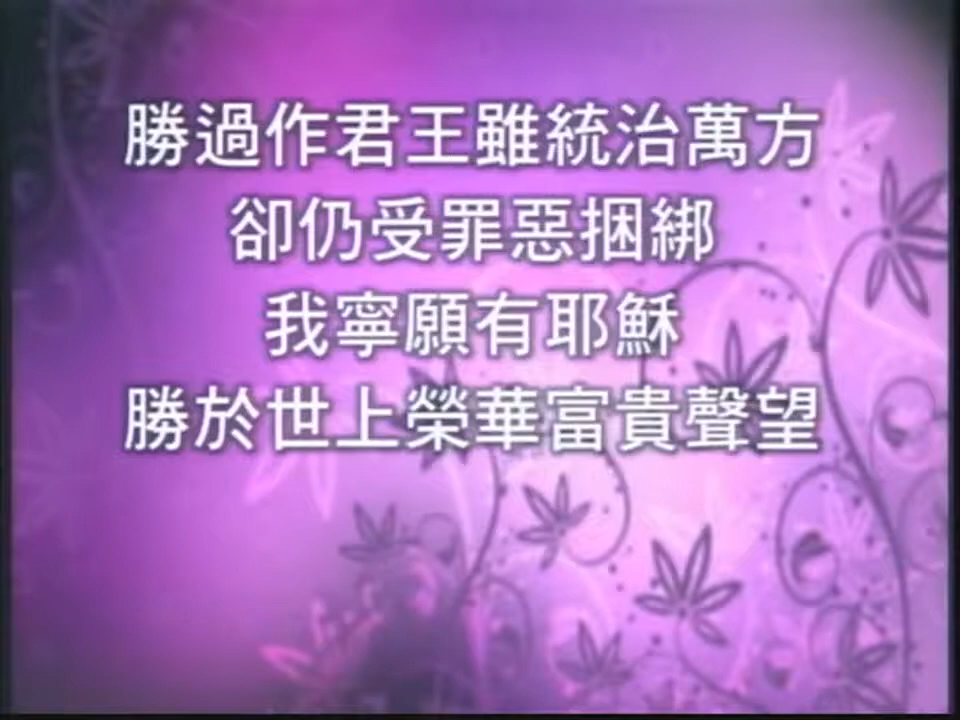 勝過作君王雖統治萬方
卻仍受罪惡捆綁
我寧願有耶穌
勝於世上榮華富貴聲望